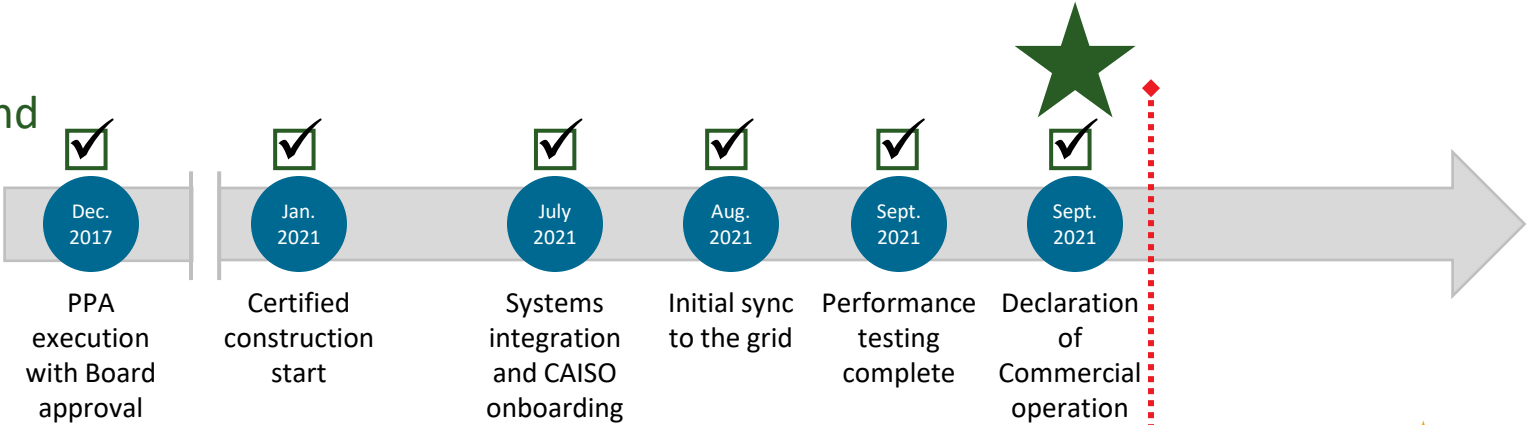 nd
Dec.
2017
Jan.
2021
July
2021
Aug.
2021
Sept.
2021
Sept.
2021
PPA
execution
with Board
approval
Certified
construction
start
Systems
integration
and CAISO
onboarding
Initial sync
to the grid
Performance
testing
complete
Declaration
of
Commercial
operation